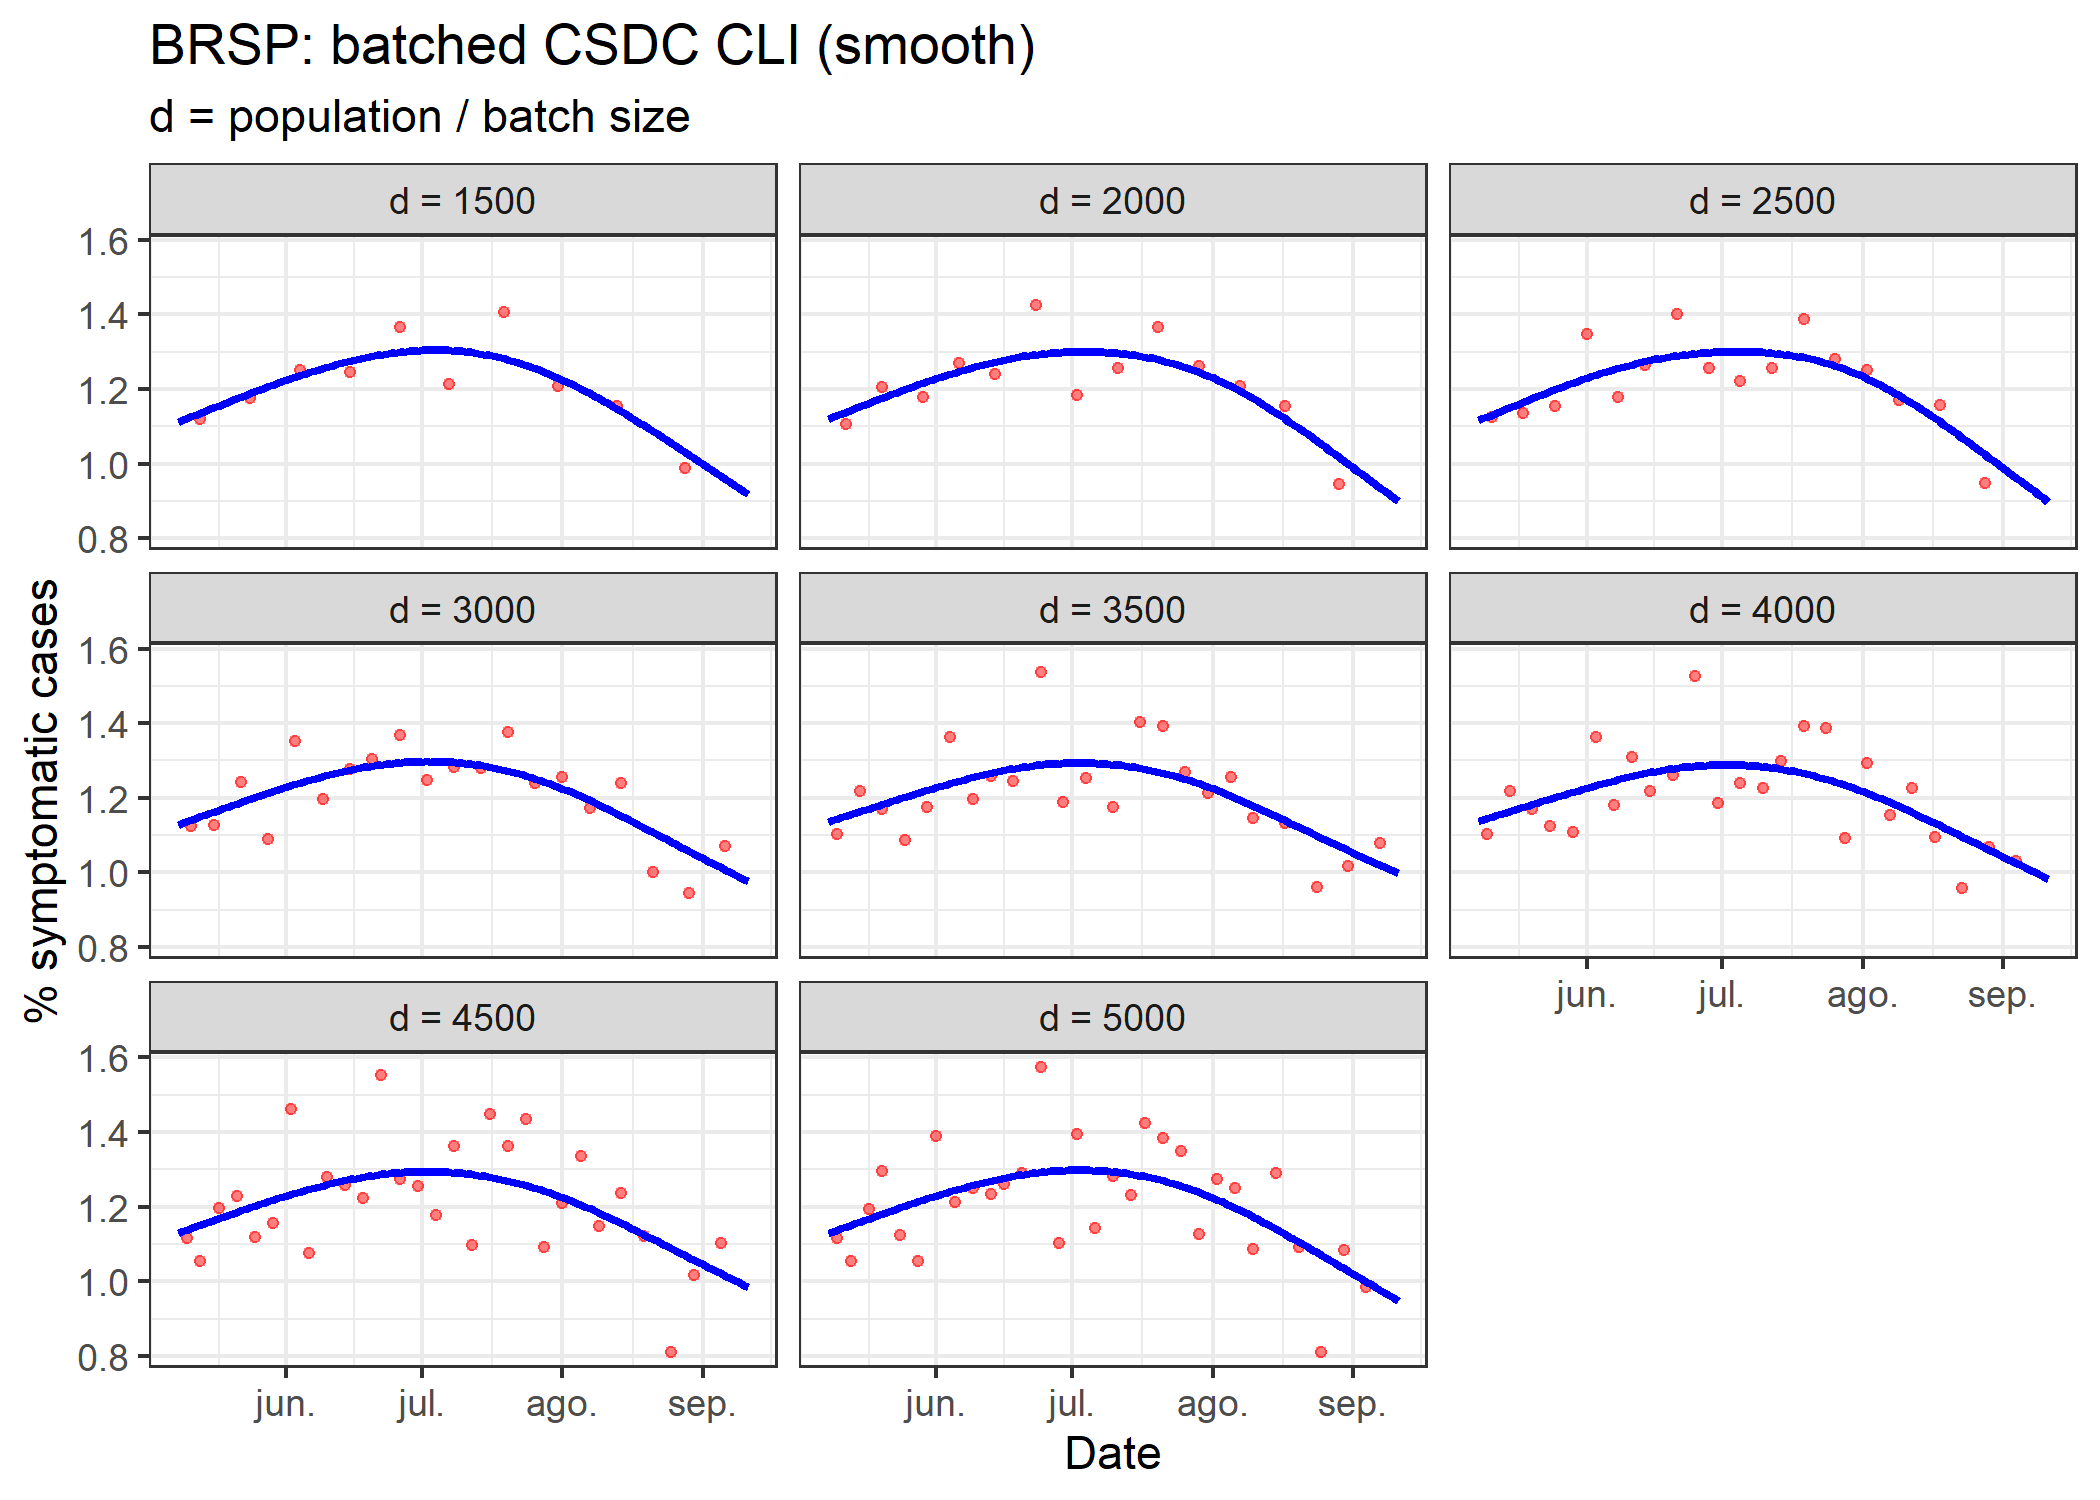 BRSP: batched CSDC CLI (smooth)
d = population / batch size
d = 1500
d = 2000
d = 2500
1.6
1.4
1.2
1.0
0.8
d = 3000
d = 3500
d = 4000
1.6
1.4
1.2
1.0
0.8
jun.
jul.
ago.
sep.
d = 4500
d = 5000
1.6
1.4
1.2
1.0
0.8
jun.
jul.
ago.
sep.
jun.
jul.
ago.
sep.
% symptomatic cases
Date